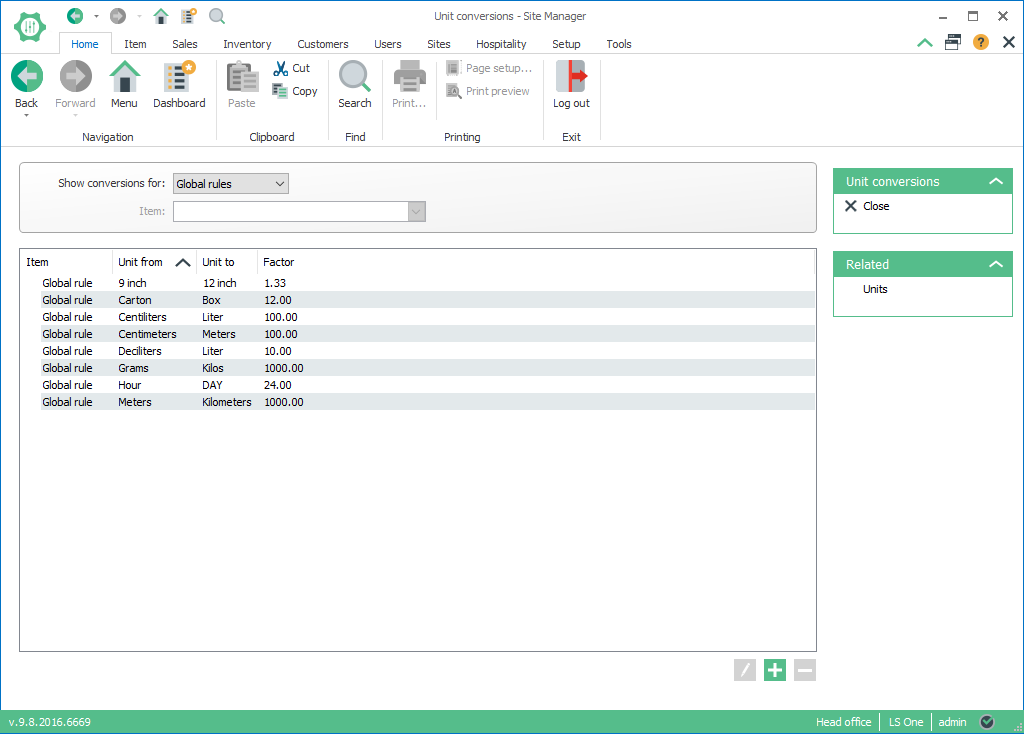 Unit conversions - Site Manager
Home Item Sales Inventory Customers Users Sites Hospitality Setup Tools
Back Forward Menu Dashboard Paste Cut Copy Search Print... Page setup... Print preview Log out
Navigation Clipboard Find Printing Exit
Show conversions for: Global rules
Item:
Item Unit from Unit to Factor
Global rule 9 inch 12 inch 1.33
Global rule Carton Box 12.00
Global rule Centiliters Liter 100.00
Global rule Centimeters Meters 100.00
Global rule Deciliters Liter 10.00
Global rule Grams Kilos 1000.00
Global rule Hour DAY 24.00
Global rule Meters Kilometers 1000.00
Unit conversions
Close
Related
Units
v.9.8.2016.6669 Head office LS One admin